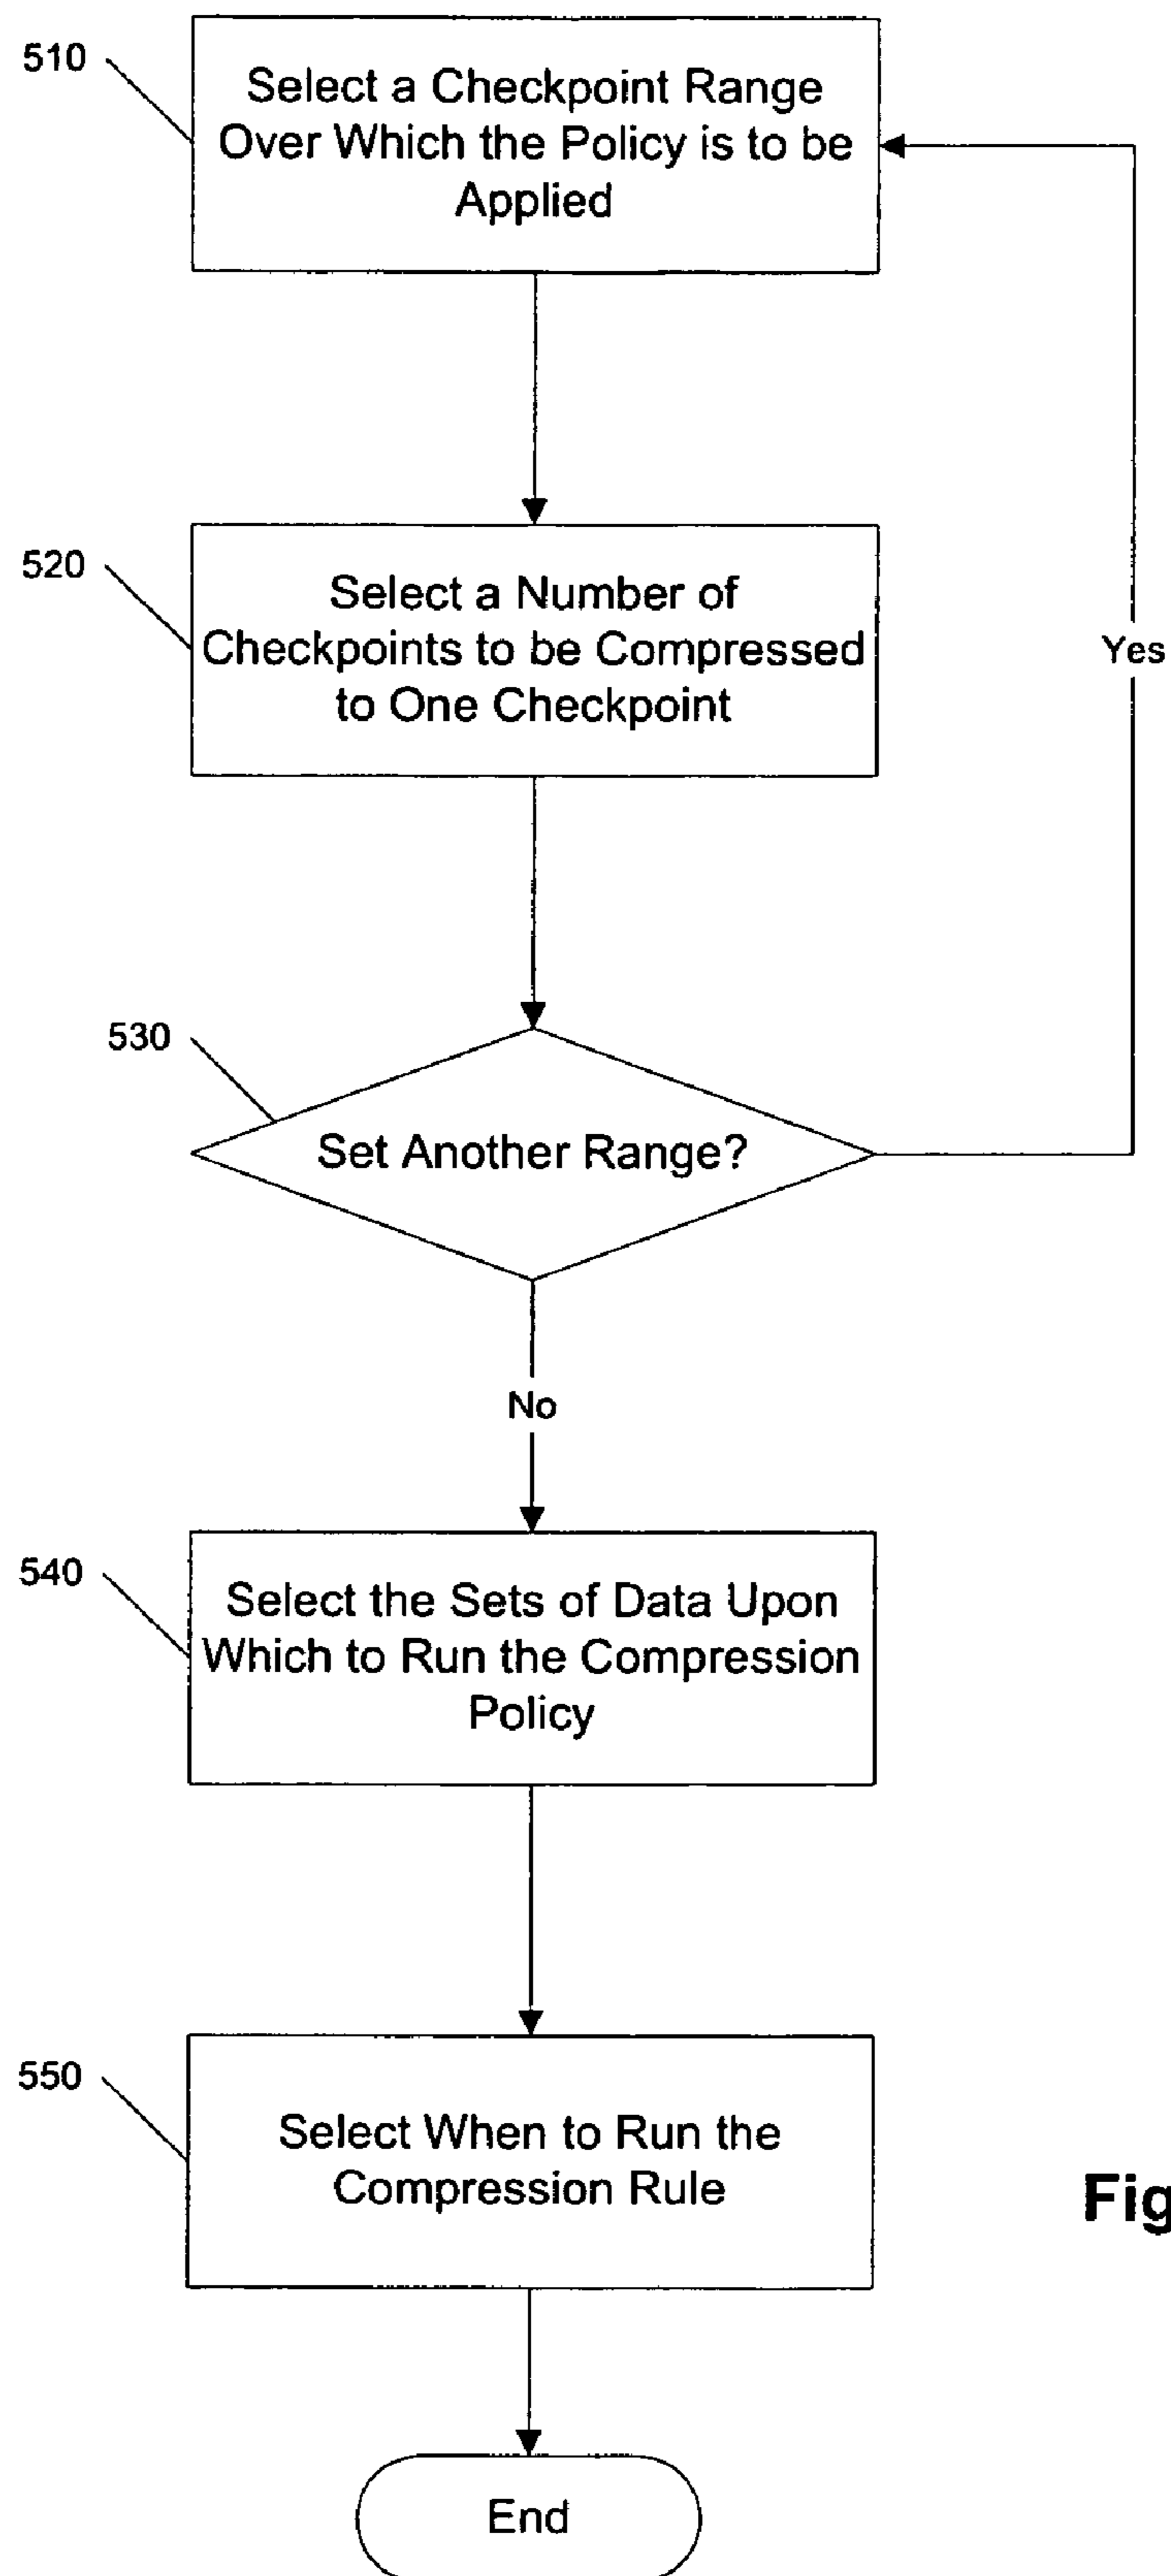 510
Select a Checkpoint Range
Over Which the Policy is to be
Applied
520
Select a Number of
Checkpoints to be Compressed
to One Checkpoint
Yes
530
Set Another Range?
No
540
Select the Sets of Data Upon
Which to Run the Compression
Policy
550
Select When to Run the
Compression Rule
Fig
End